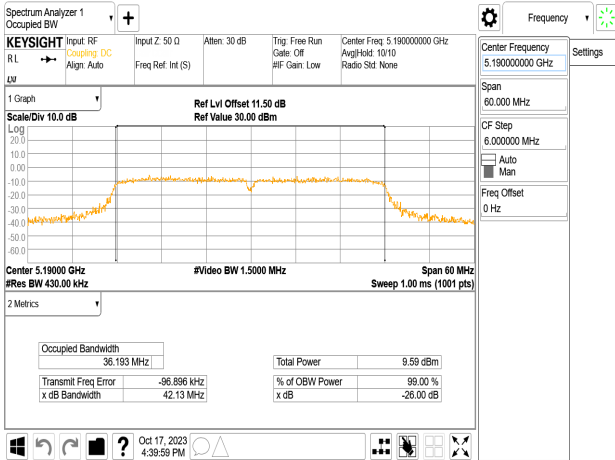 Spectrum Analyzer 1
Occupied BW
Frequency
KEYSIGHT Input: RF Input Z: 50 Ω Atten: 30 dB Trig: Free Run Center Freq: 5.190000000 GHz
R L Coupling: DC Gate: Off Avg|Hold: 10/10
Align: Auto Freq Ref: Int (S) #IF Gain: Low Radio Std: None
LXI
Center Frequency
5.190000000 GHz
Settings
Span
60.000 MHz
CF Step
6.000000 MHz
Auto
Man
Freq Offset
0 Hz
1 Graph
Scale/Div 10.0 dB
Ref Lvl Offset 11.50 dB
Ref Value 30.00 dBm
Log
20.0
10.0
0.00
-10.0
-20.0
-30.0
-40.0
-50.0
-60.0
Center 5.19000 GHz #Video BW 1.5000 MHz Span 60 MHz
#Res BW 430.00 kHz Sweep 1.00 ms (1001 pts)
2 Metrics
Occupied Bandwidth
36.193 MHz Total Power 9.59 dBm
Transmit Freq Error -96.896 kHz % of OBW Power 99.00 %
x dB Bandwidth 42.13 MHz x dB -26.00 dB
?
Oct 17, 2023
4:39:59 PM